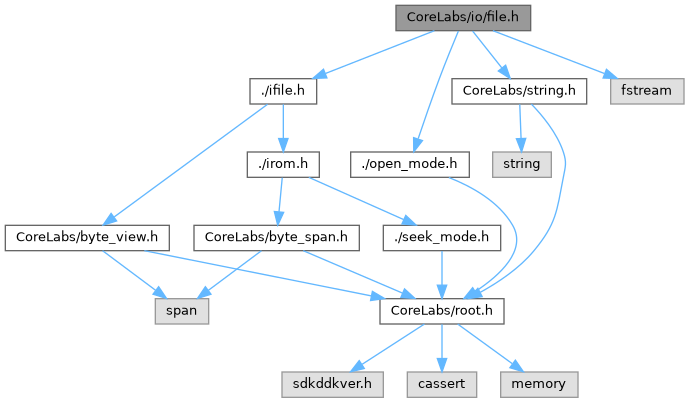 CoreLabs/io/file.h
./ifile.h
CoreLabs/string.h
fstream
./irom.h
./open_mode.h
string
CoreLabs/byte_view.h
CoreLabs/byte_span.h
./seek_mode.h
span
CoreLabs/root.h
sdkddkver.h
cassert
memory